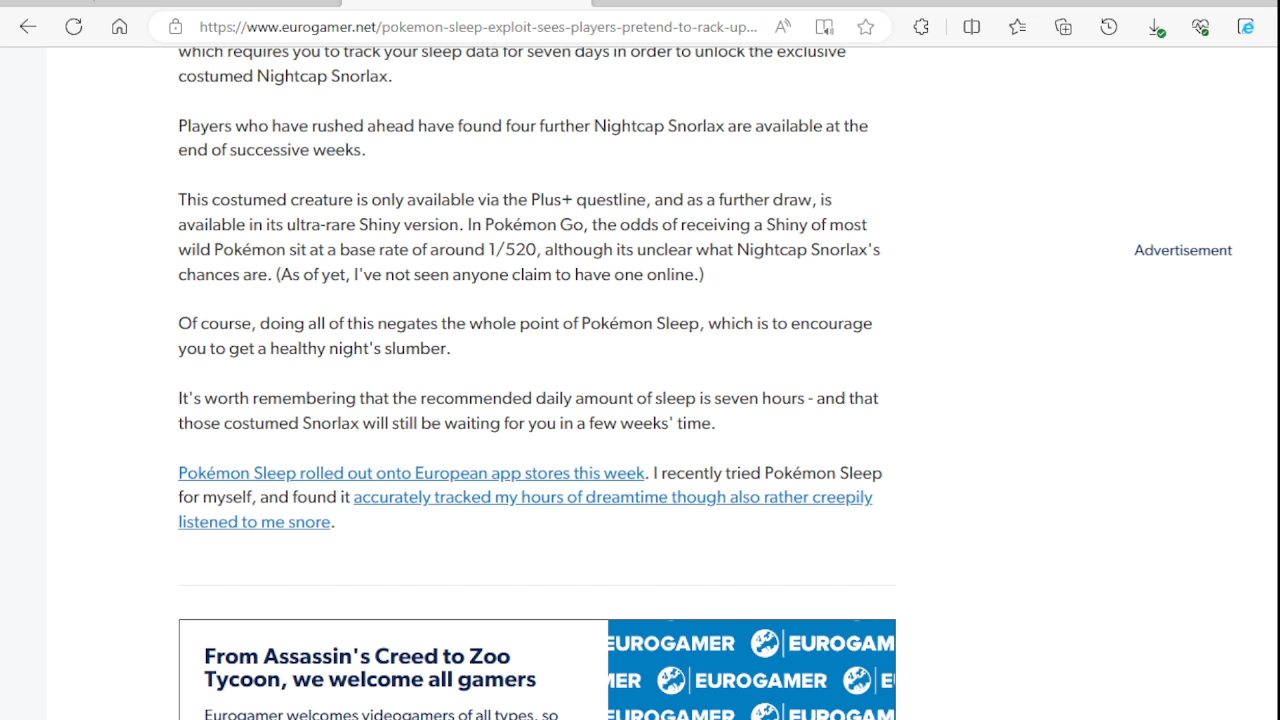 https://www.eurogamer.net/pokemon-sleep-exploit-sees-players-pretend-to-rack-up...
which requires you to track your sleep data for seven days in order to unlock the exclusive
costumed Nightcap Snorlax.
Players who have rushed ahead have found four further Nightcap Snorlax are available at the
end of successive weeks.
This costumed creature is only available via the Plus+ questline, and as a further draw, is
available in its ultra-rare Shiny version. In Pokémon Go, the odds of receiving a Shiny of most
wild Pokémon sit at a base rate of around 1/520, although its unclear what Nightcap Snorlax's
chances are. (As of yet, I've not seen anyone claim to have one online.)
Advertisement
Of course, doing all of this negates the whole point of Pokémon Sleep, which is to encourage
you to get a healthy night's slumber.
It's worth remembering that the recommended daily amount of sleep is seven hours - and that
those costumed Snorlax will still be waiting for you in a few weeks' time.
Pokémon Sleep rolled out onto European app stores this week. I recently tried Pokémon Sleep
for myself, and found it accurately tracked my hours of dreamtime though also rather creepily
listened to me snore.
From Assassin's Creed to Zoo
Tycoon, we welcome all gamers
Eurogamer welcomes videogamers of all types, so
EUROGAMER EUROGAM
MER EUROGAMER E
EUROGAMER EUROGAM